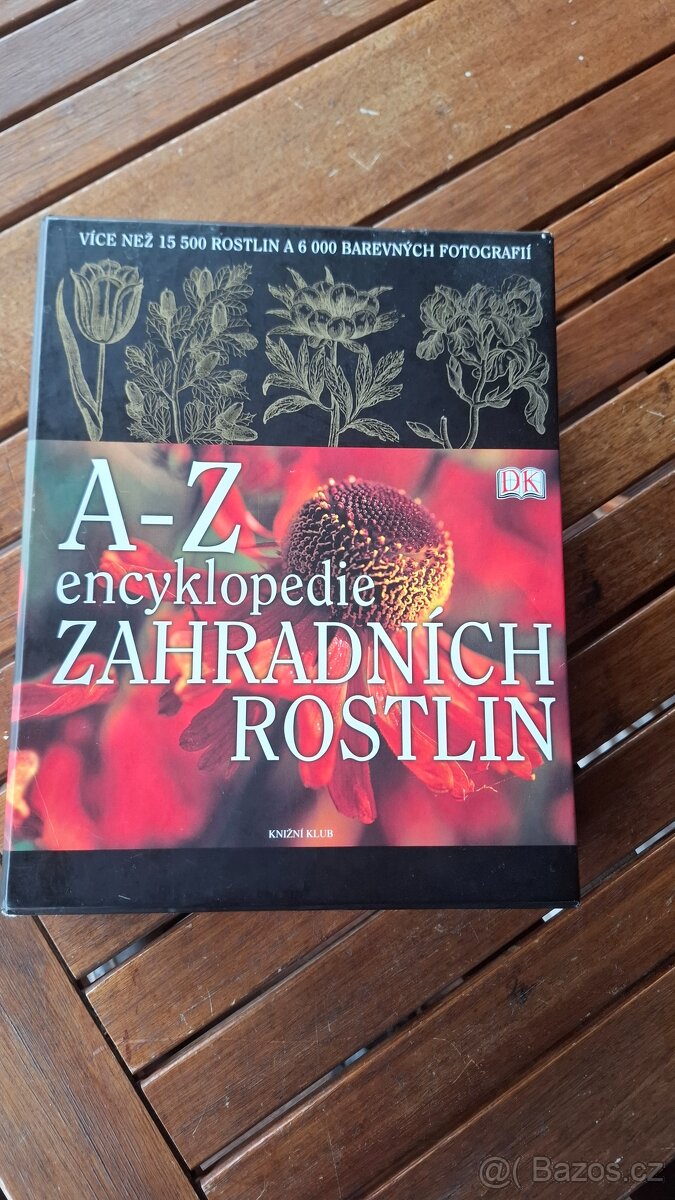 VÍCE NEŽ 15 500 ROSTLIN A 6 000 BAREVNÝCH FOTOGRAFIÍ
DK
A-Z
encyklopedie
ZAHRADNÍCH
ROSTLIN
KNIŽNÍ KLUB
@( Bazos.cz